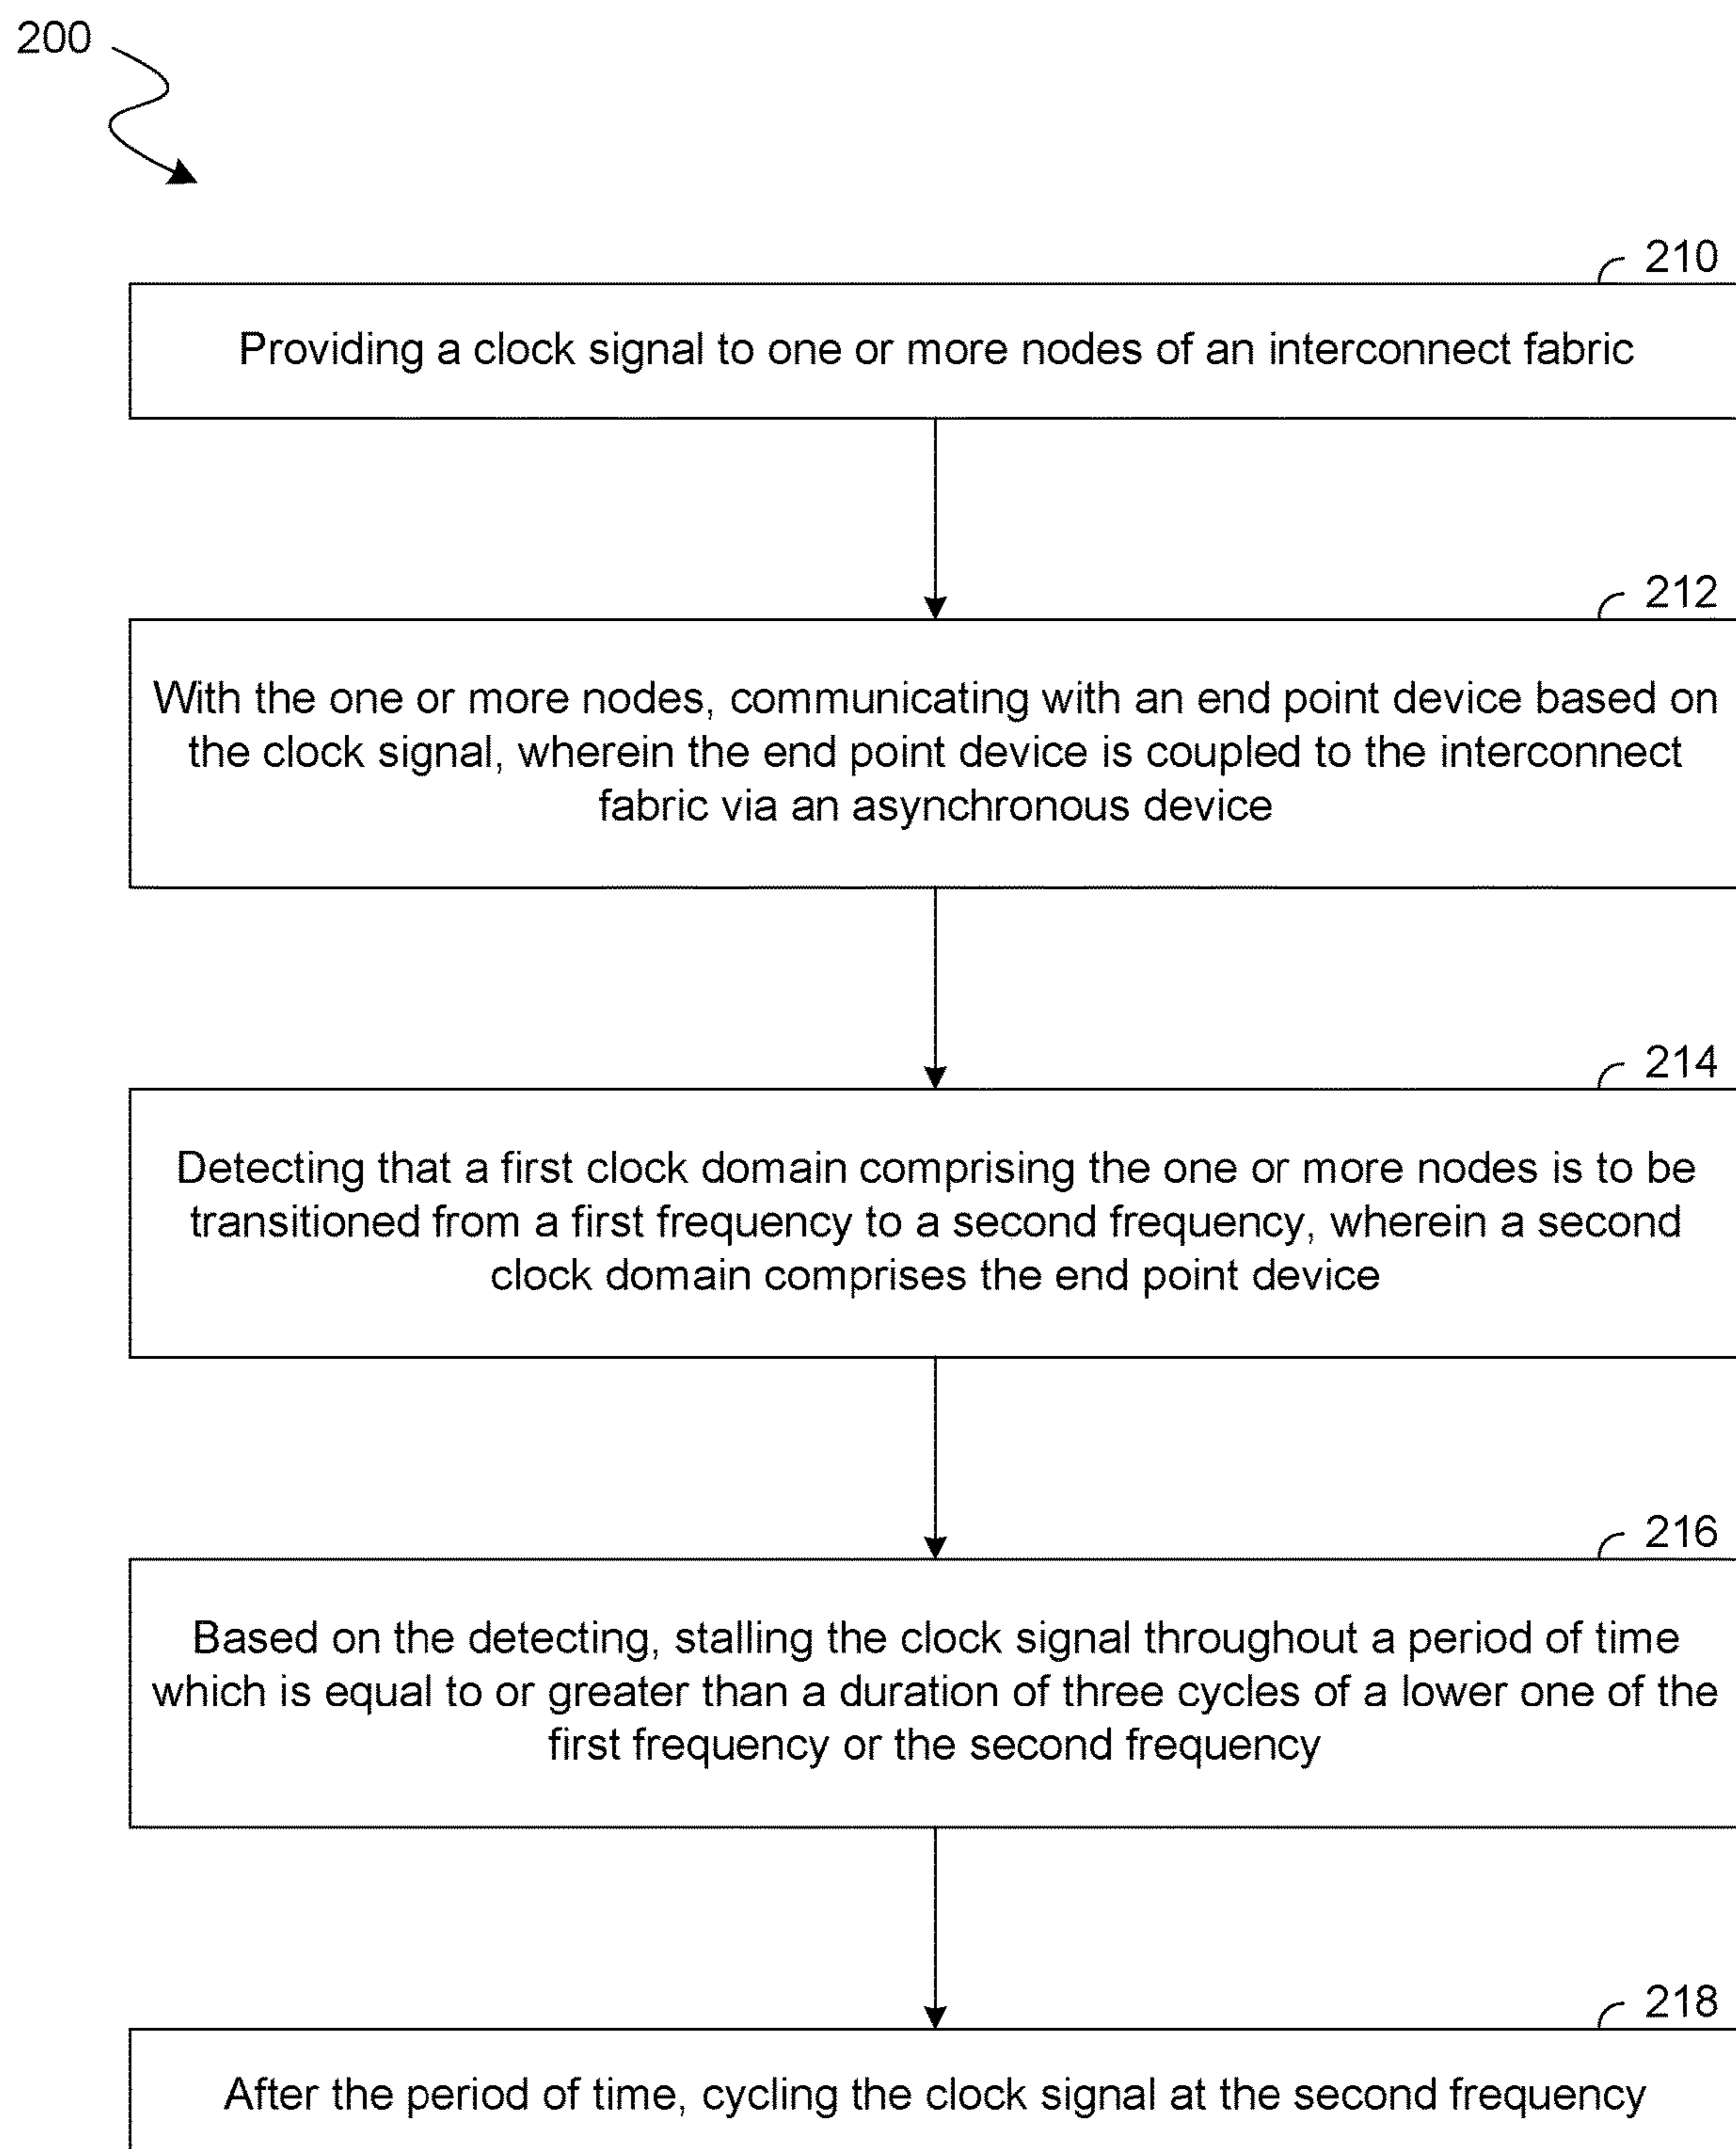 200
210
Providing a clock signal to one or more nodes of an interconnect fabric
212
With the one or more nodes, communicating with an end point device based on
the clock signal, wherein the end point device is coupled to the interconnect
fabric via an asynchronous device
214
Detecting that a first clock domain comprising the one or more nodes is to be
transitioned from a first frequency to a second frequency, wherein a second
clock domain comprises the end point device
216
Based on the detecting, stalling the clock signal throughout a period of time
which is equal to or greater than a duration of three cycles of a lower one of the
first frequency or the second frequency
218
After the period of time, cycling the clock signal at the second frequency